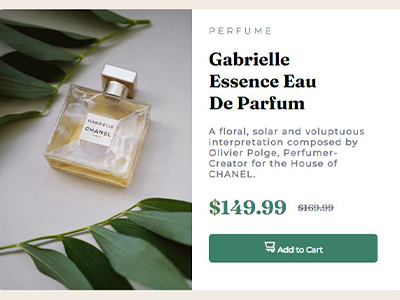 PERFUME
Gabrielle
Essence Eau
De Parfum
A floral, solar and voluptuous
interpretation composed by
Olivier Polge, Perfumer-
Creator for the House of
CHANEL.
$149.99 $169.99
Add to Cart
GABRIELLE
CHANEL